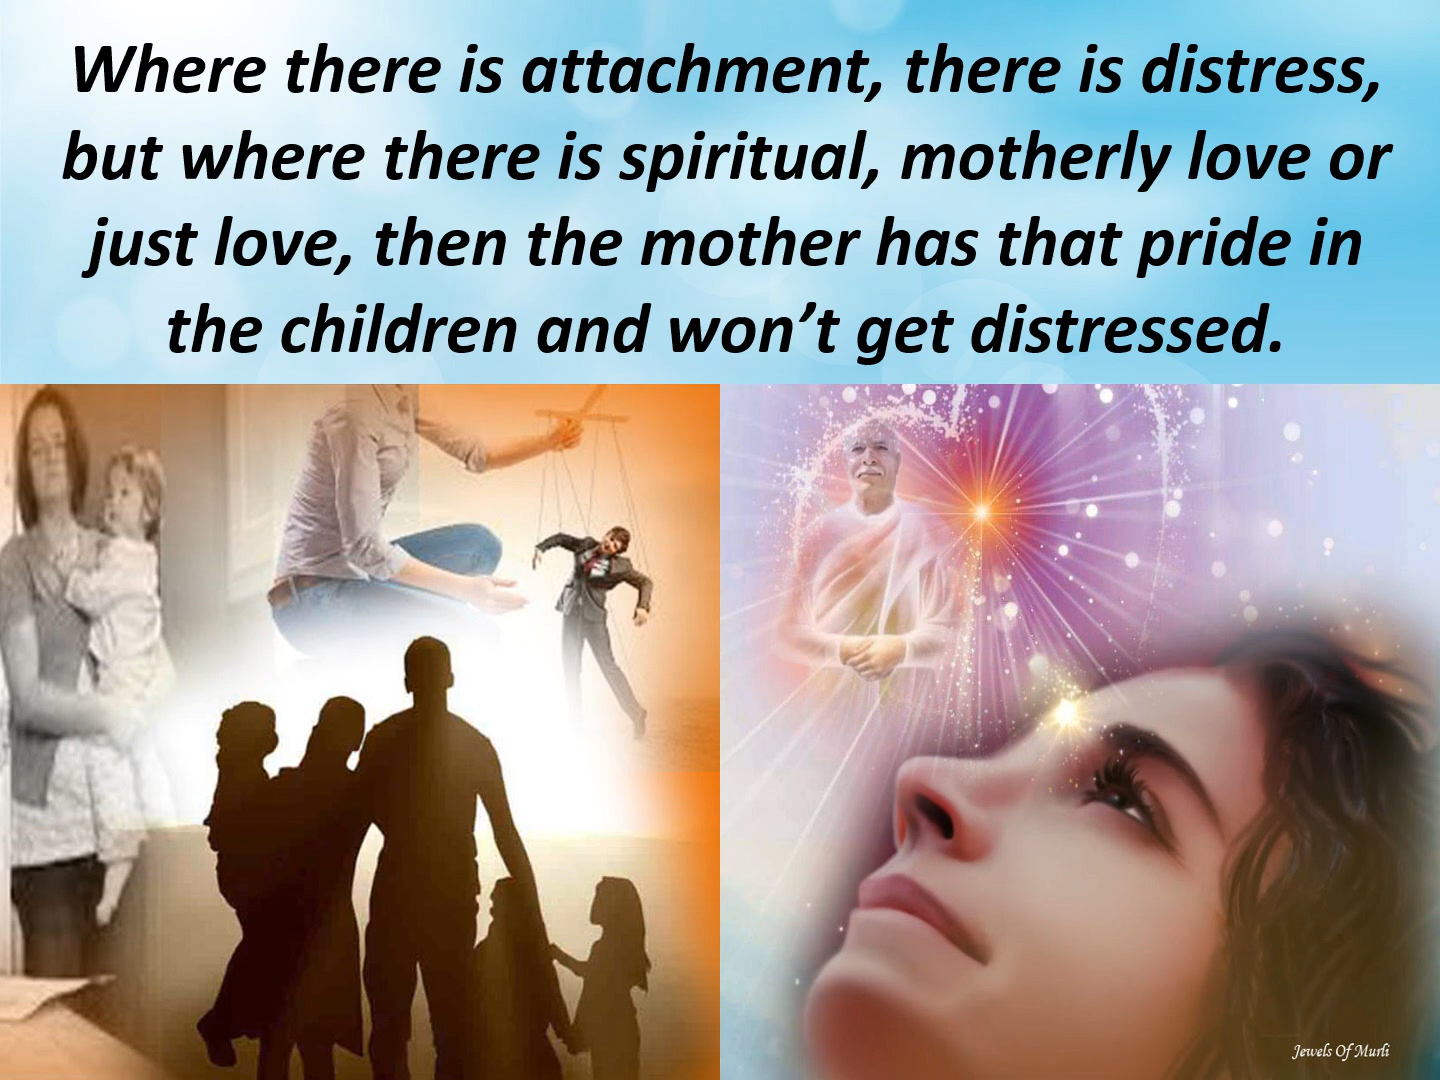 Where there is attachment, there is distress,
but where there is spiritual, motherly love or
just love, then the mother has that pride in
the children and won’t get distressed.
Jewels Of Murli